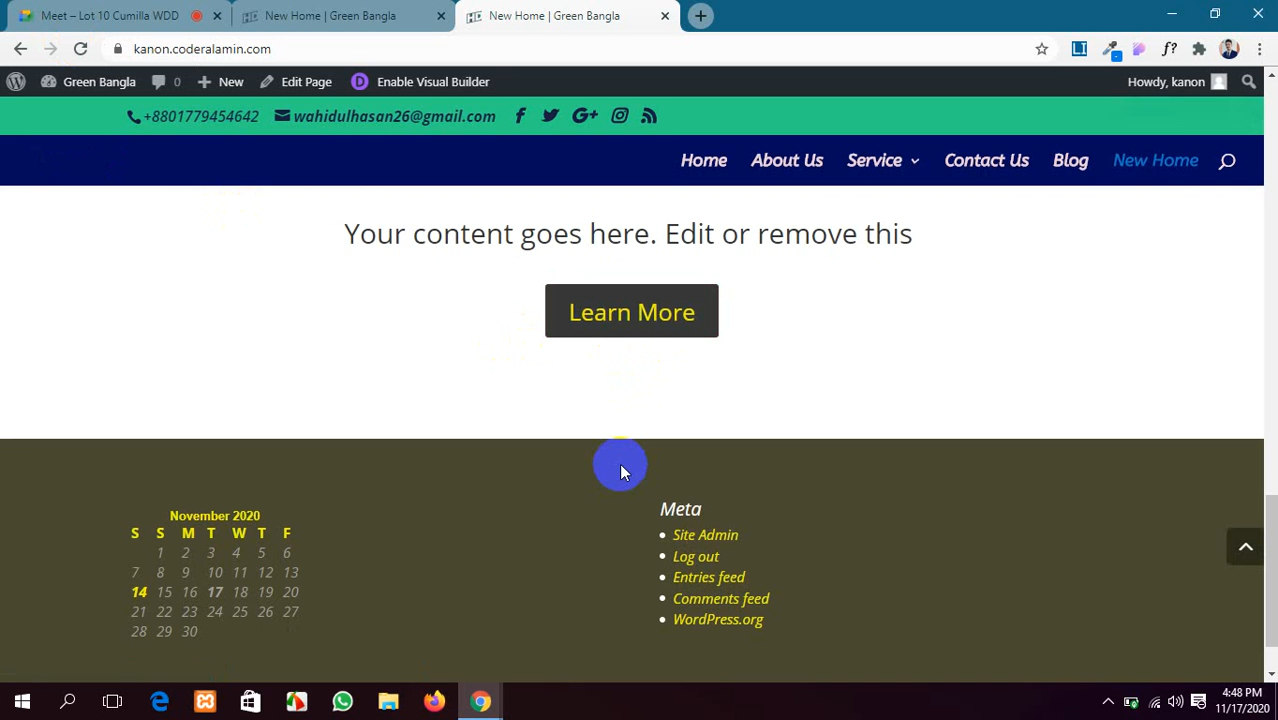 Meet – Lot 10 Cumilla WDD
New Home | Green Bangla
New Home | Green Bangla
kanon.coderalamin.com
Green Bangla
0
New
Edit Page
Enable Visual Builder
Howdy, kanon
+8801779454642
wahidulhasan26@gmail.com
Home
About Us
Service
Contact Us
Blog
New Home
Your content goes here. Edit or remove this
Learn More
November 2020
S S M T W T F
1 2 3 4 5 6
7 8 9 10 11 12 13
14 15 16 17 18 19 20
21 22 23 24 25 26 27
28 29 30
Meta
Site Admin
Log out
Entries feed
Comments feed
WordPress.org
4:48 PM
11/17/2020